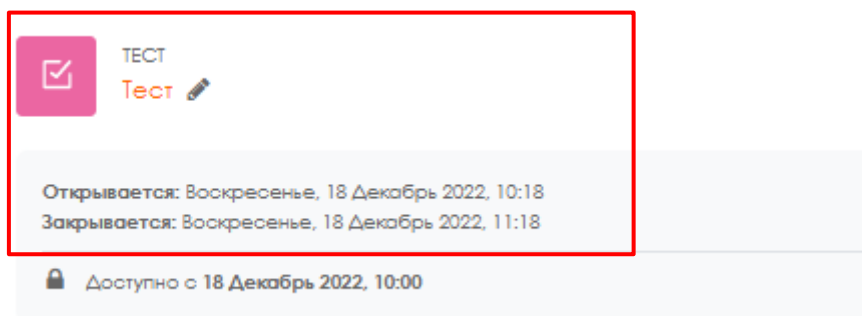 ТЕСТ
Тест
Открывается: Воскресенье, 18 Декабрь 2022, 10:18
Закрывается: Воскресенье, 18 Декабрь 2022, 11:18
Доступно с 18 Декабрь 2022, 10:00